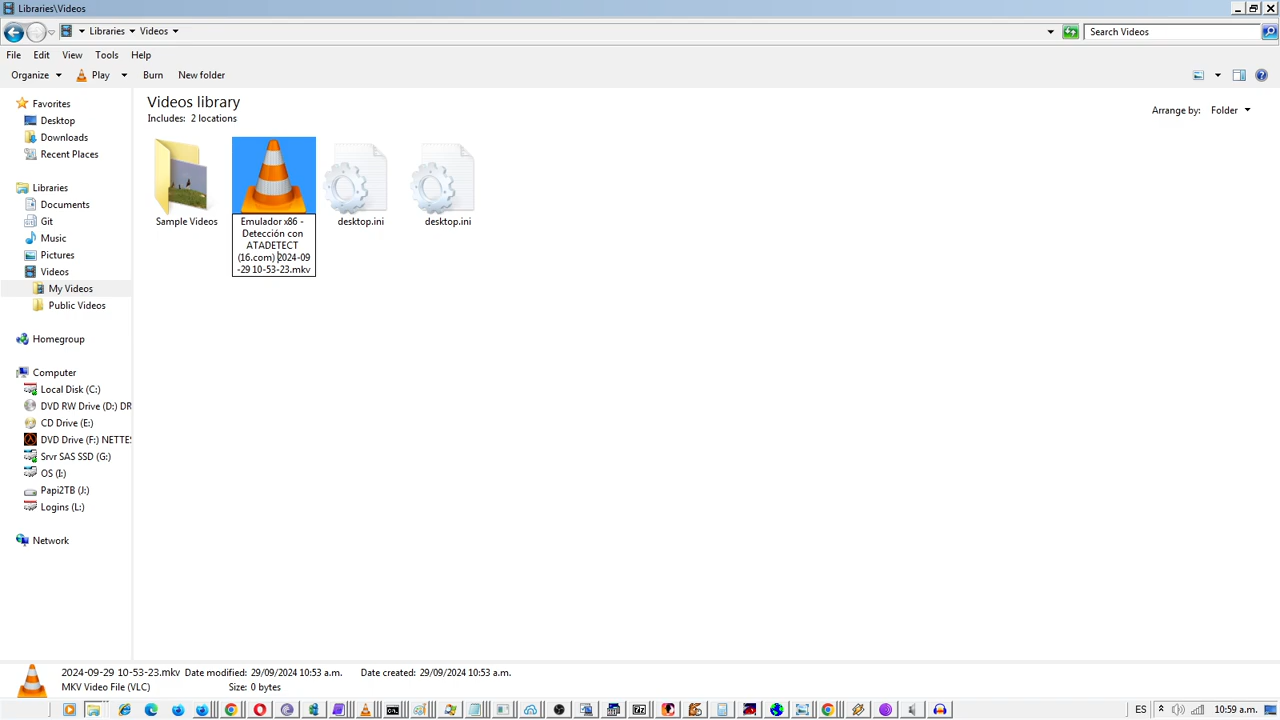 Libraries\Videos
Libraries Videos
Search Videos
File Edit View Tools Help
Organize Play Burn New folder
Favorites
Desktop
Downloads
Recent Places
Libraries
Documents
Git
Music
Pictures
Videos
My Videos
Public Videos
Homegroup
Computer
Local Disk (C:)
DVD RW Drive (D:) DR
CD Drive (E:)
DVD Drive (F:) NETTES
Srvr SAS SSD (G:)
OS (I:)
Papi2TB (J:)
Logins (L:)
Network
Videos library
Includes: 2 locations
Arrange by: Folder
Sample Videos
Emulador x86 -
Detección con
ATADETECT
(16.com) 2024-09
-29 10-53-23.mkv
desktop.ini
desktop.ini
2024-09-29 10-53-23.mkv Date modified: 29/09/2024 10:53 a.m. Date created: 29/09/2024 10:53 a.m.
MKV Video File (VLC) Size: 0 bytes
ES 10:59 a.m.